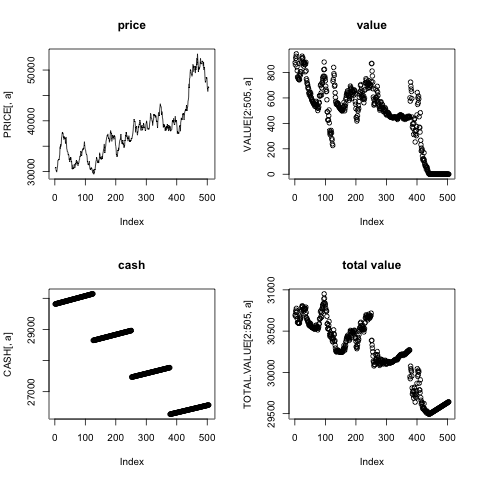 price
PRICE[, a]
30000 40000 50000
0 100 200 300 400 500
Index
value
VALUE[2:505, a]
0 200 400 600 800
0 100 200 300 400 500
Index
cash
CASH[, a]
27000 29000
0 100 200 300 400 500
Index
total value
TOTAL.VALUE[2:505, a]
29500 30000 30500 31000
0 100 200 300 400 500
Index